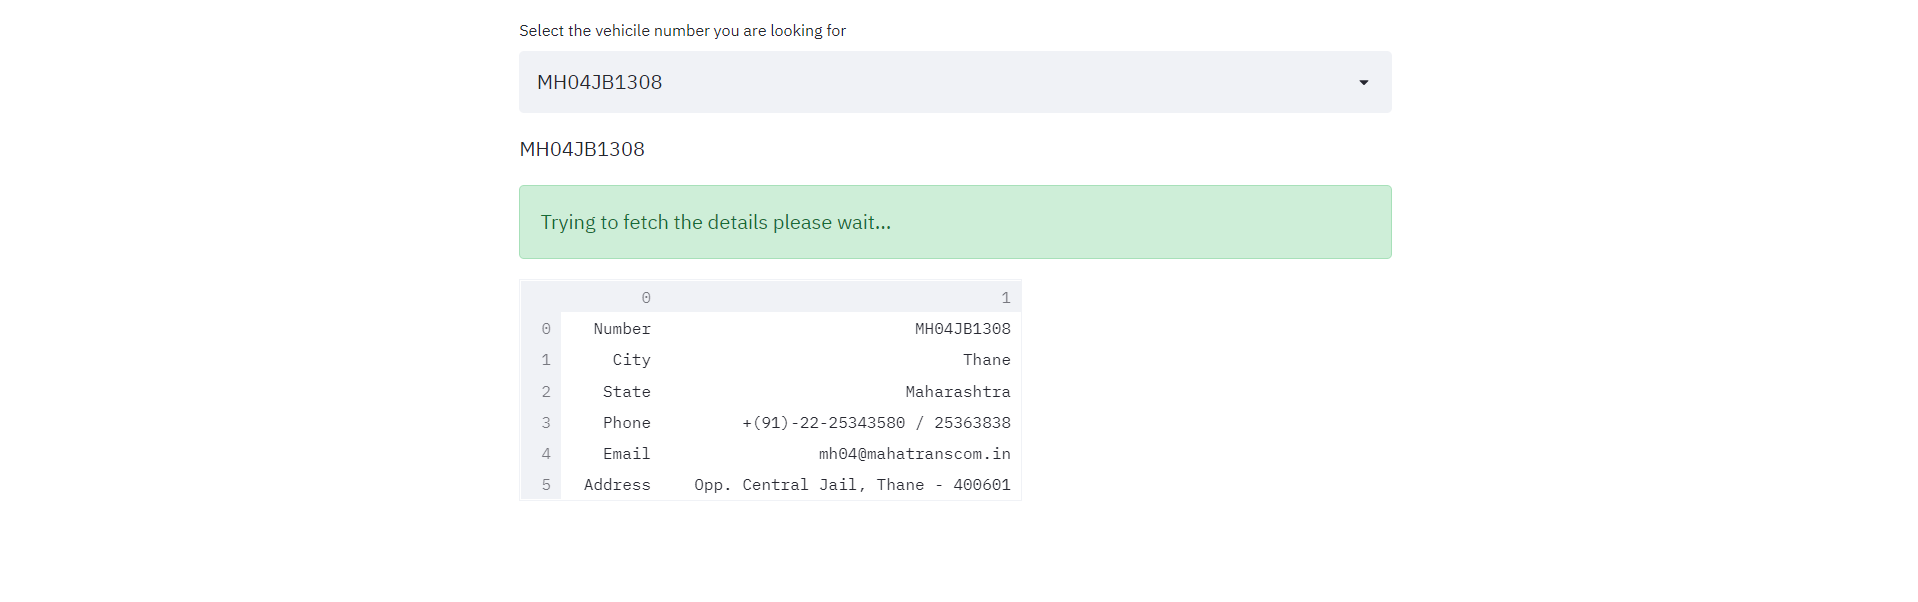 Select the vehicile number you are looking for
MH04JB1308
MH04JB1308
Trying to fetch the details please wait...
0 1
0 Number MH04JB1308
1 City Thane
2 State Maharashtra
3 Phone +(91)-22-25343580 / 25363838
4 Email mh04@mahatranscom.in
5 Address Opp. Central Jail, Thane - 400601